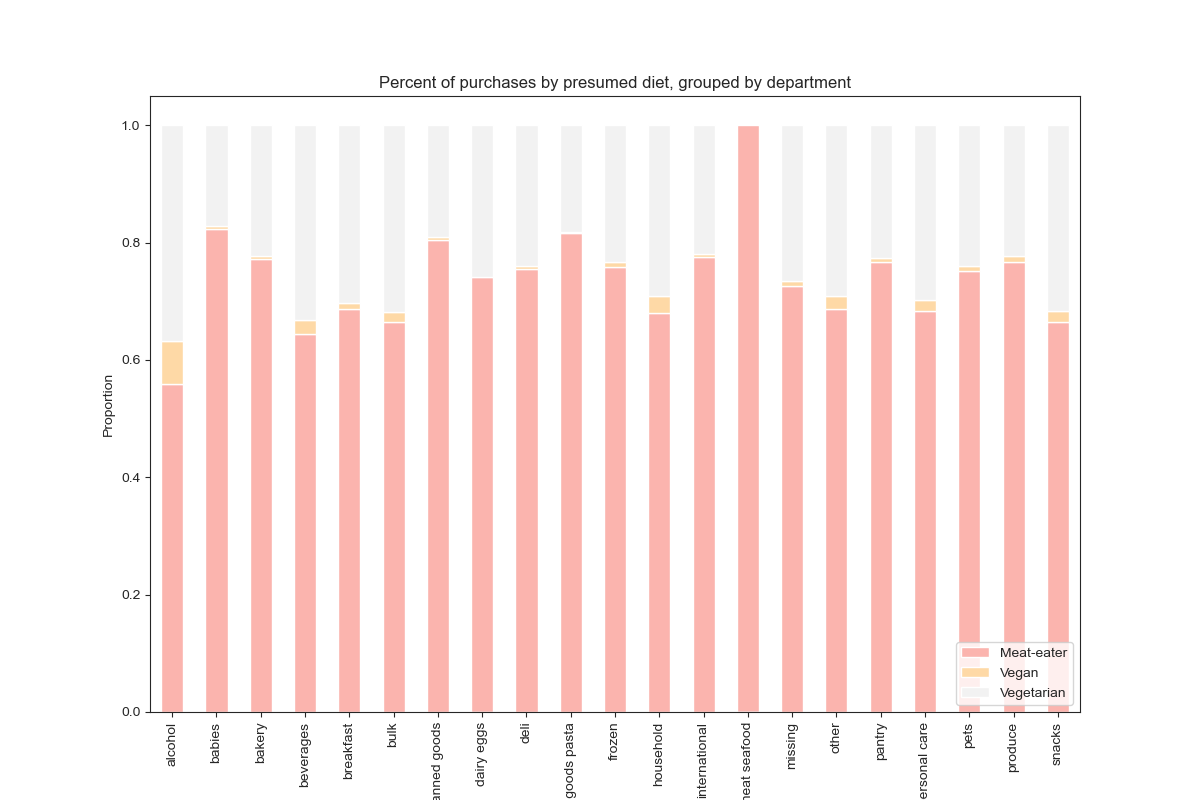 Percent of purchases by presumed diet, grouped by department
Proportion
1.0
0.8
0.6
0.4
0.2
0.0
alcohol
babies
bakery
beverages
breakfast
bulk
anned goods
dairy eggs
deli
goods pasta
frozen
household
international
meat seafood
missing
other
pantry
ersonal care
pets
produce
snacks
Meat-eater
Vegan
Vegetarian